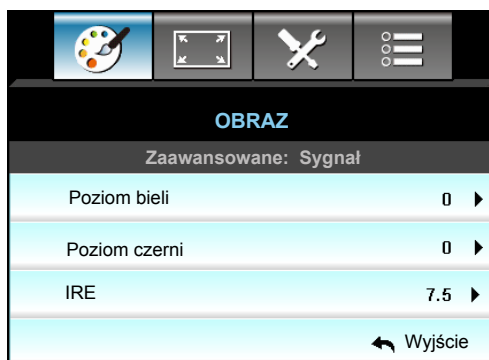 OBRAZ
Zaawansowane: Sygnał
Poziom bieli 0
Poziom czerni 0
IRE 7.5
Wyjście